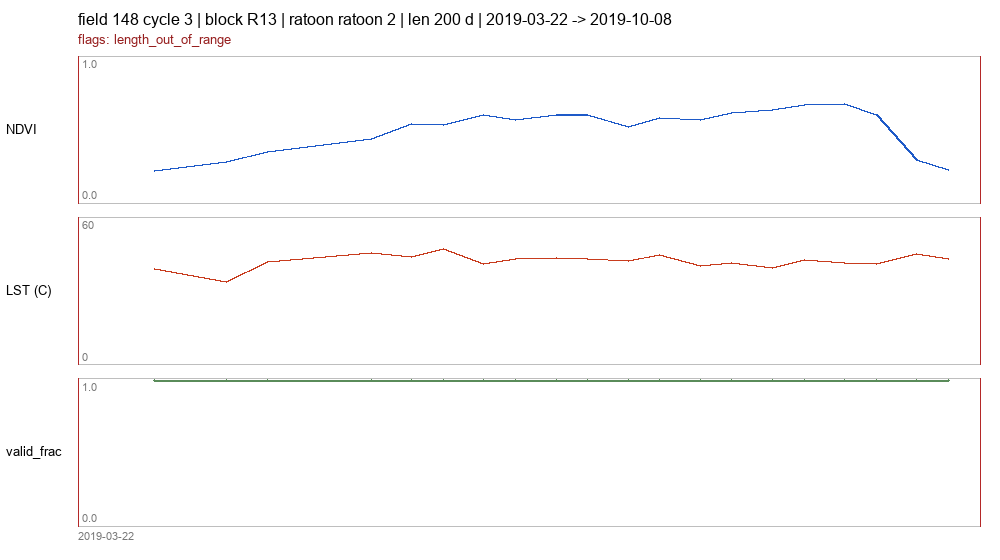 field 148 cycle 3 | block R13 | ratoon ratoon 2 | len 200 d | 2019-03-22 -> 2019-10-08
flags: length_out_of_range
1.0
NDVI
0.0
60
LST (C)
0
1.0
valid_frac
0.0
2019-03-22